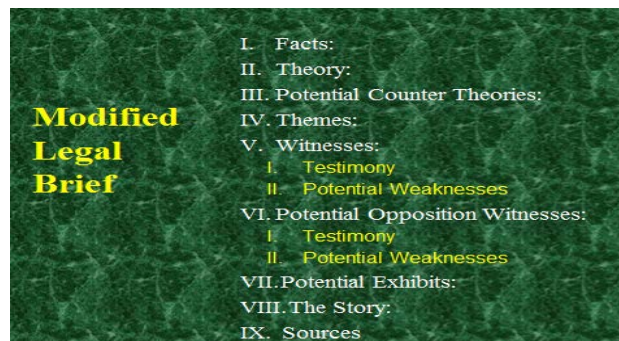 Modified
Legal
Brief
I. Facts:
II. Theory:
III. Potential Counter Theories:
IV. Themes:
V. Witnesses:
I. Testimony
II. Potential Weaknesses
VI. Potential Opposition Witnesses:
I. Testimony
II. Potential Weaknesses
VII.Potential Exhibits:
VIII.The Story:
IX. Sources